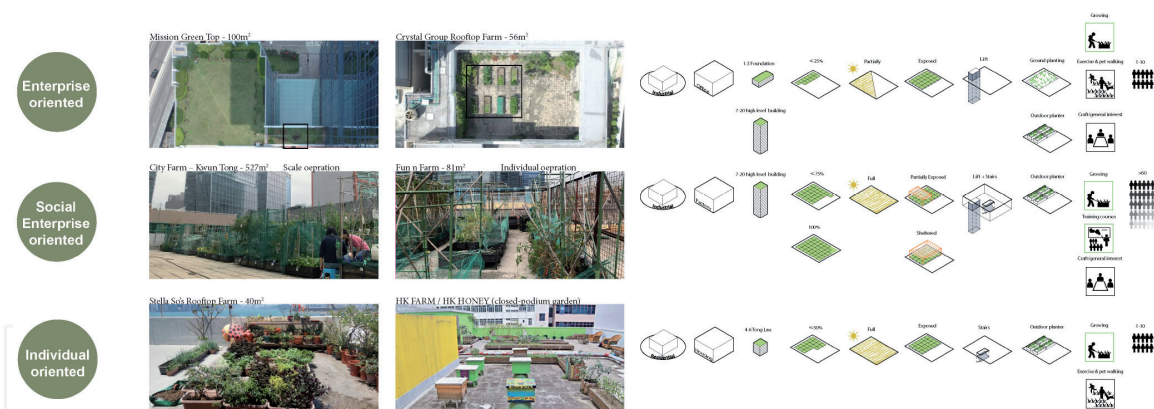 Enterprise
oriented
Mission Green Top - 100m²
Crystal Group Rooftop Farm - 56m²
Industrial
Office
1-2 Foundation
7-20 high level building
<25%
Partially
Exposed
Lift
Ground planting
Outdoor planter
Growing
Exercise & pet walking
Craft/general interest
1-10
Social
Enterprise
oriented
City Farm – Kwun Tong - 527m² Scale oepration
Fun n Farm - 81m² Individual oepration
Industrial
7-20 high level building
<75%
100%
Full
Partially Exposed
Sheltered
Lift + Stairs
Outdoor planter
Growing
Training courses
Craft/general interest
>60
Individual
oriented
Stella So's Rooftop Farm - 40m²
HK FARM / HK HONEY (closed-podium garden)
Residential
4-6 Tong Lau
<50%
Full
Exposed
Stairs
Outdoor planter
Growing
Exercise & pet walking
1-10